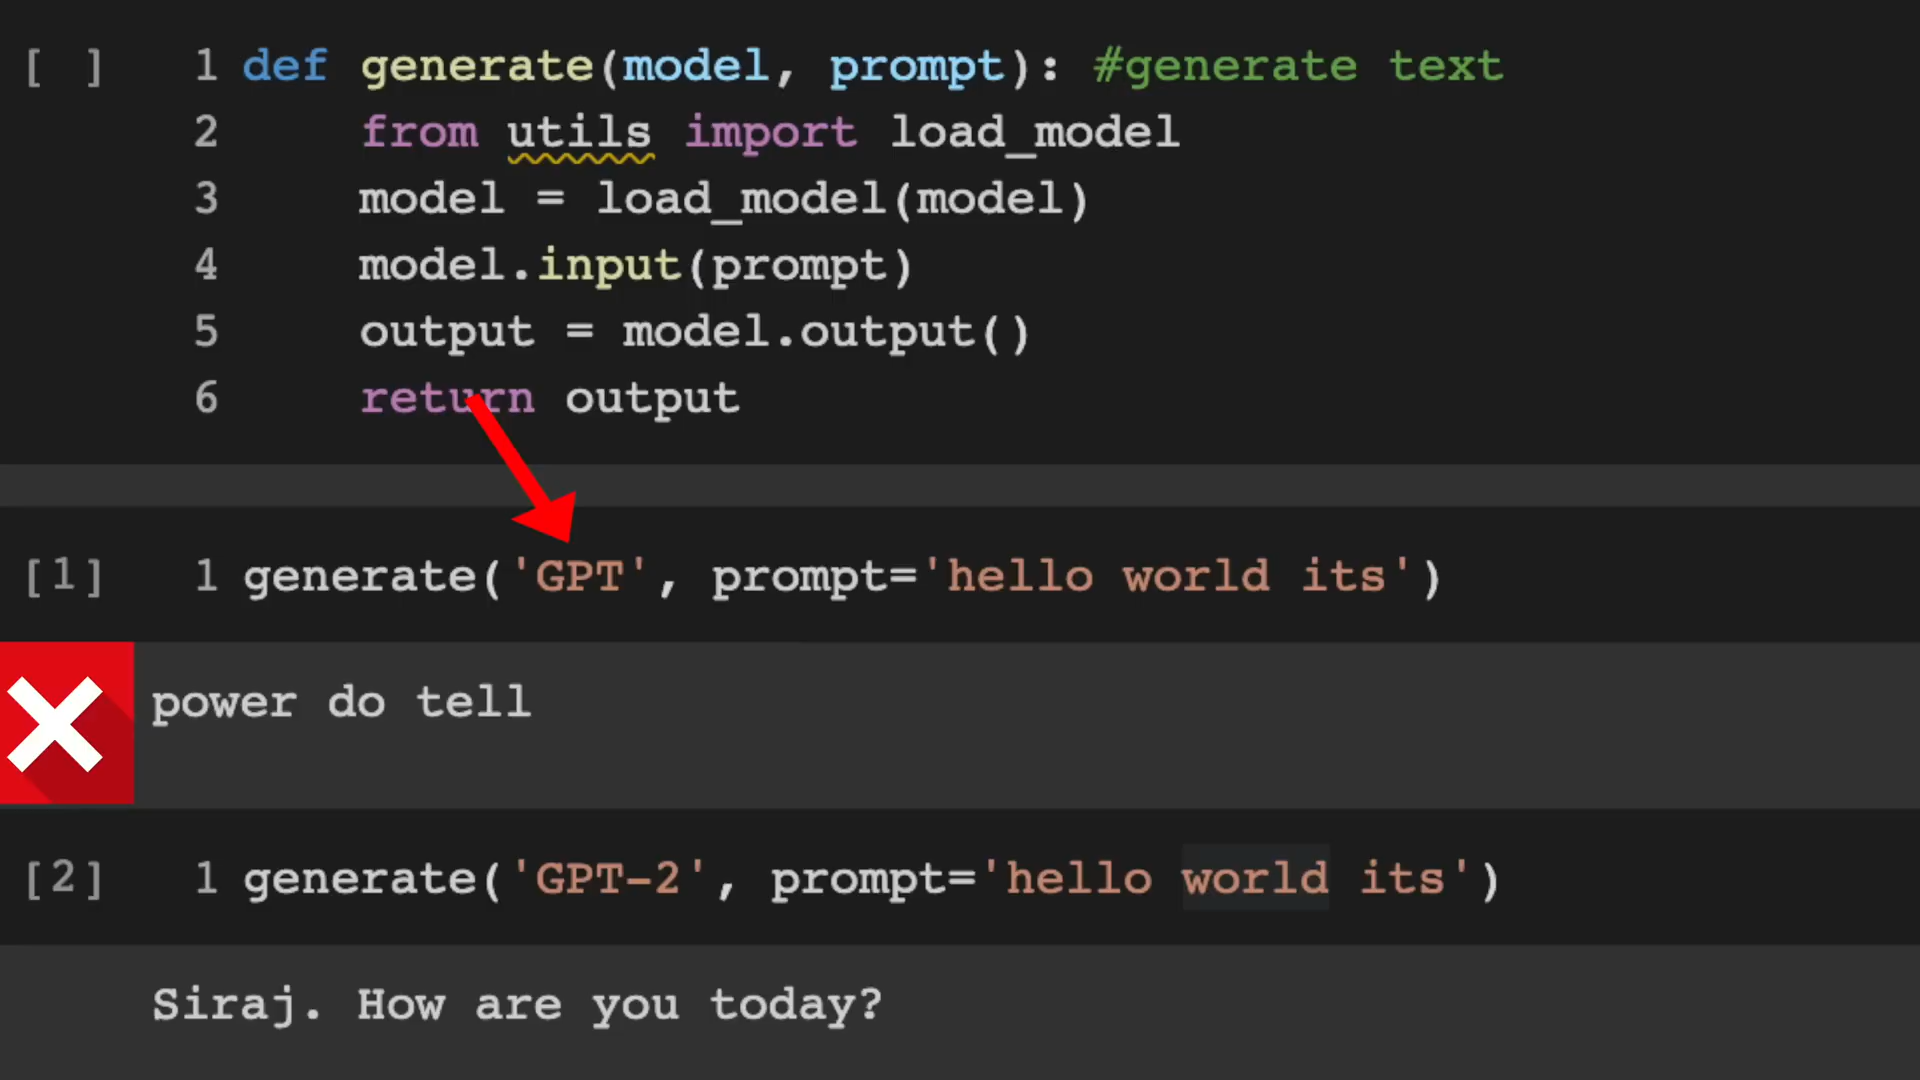 [ ] 1 def generate(model, prompt): #generate text
2 from utils import load_model
3 model = load_model(model)
4 model.input(prompt)
5 output = model.output()
6 return output
[1] 1 generate('GPT', prompt='hello world its')
power do tell
[2] 1 generate('GPT-2', prompt='hello world its')
Siraj. How are you today?